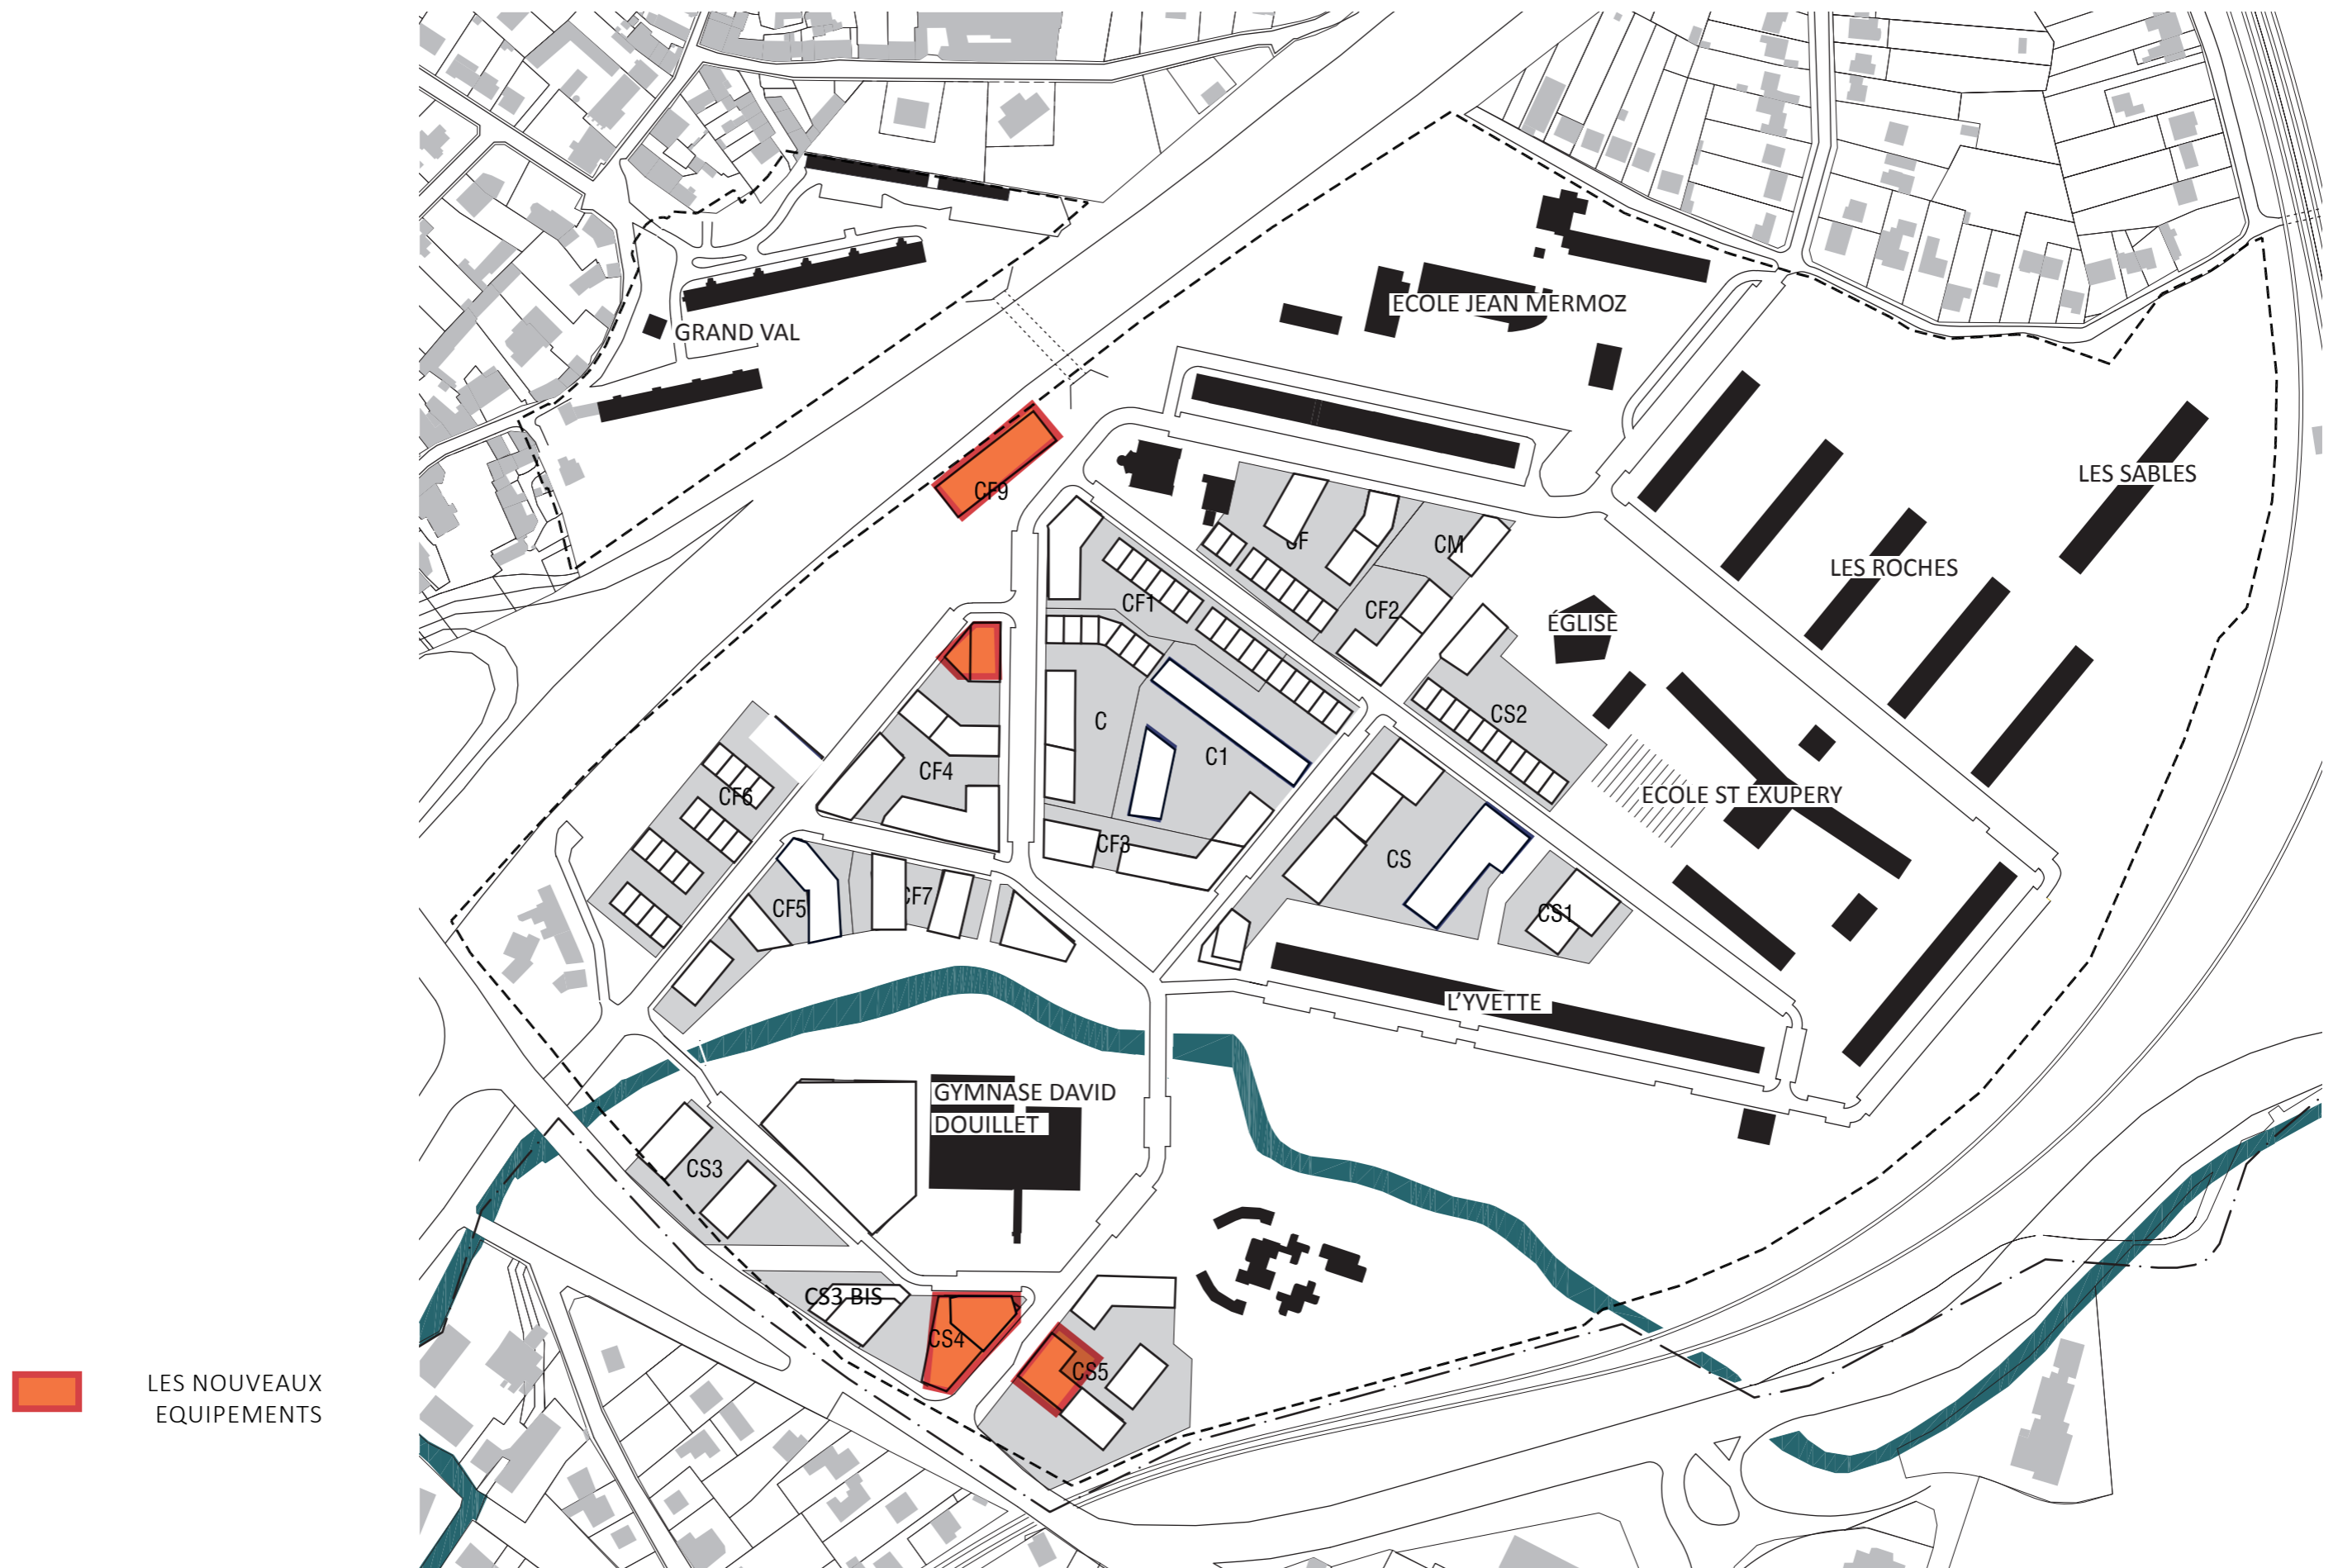 ECOLE JEAN MERMOZ
GRAND VAL
LES SABLES
CF9
CM
LES ROCHES
CF1
CF2
ÉGLISE
CS2
C
C1
CF4
CF6
ECOLE ST EXUPERY
CF3
CS
CF5
CF7
CS1
L'YVETTE
GYMNASE DAVID
DOUILLET
CS3
CS3 BIS
CS4
CS5
LES NOUVEAUX
EQUIPEMENTS